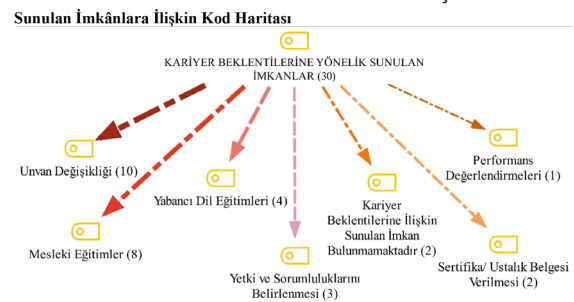 Sunulan İmkânlara İlişkin Kod Haritası
KARİYER BEKLENTİLERİNE YÖNELİK SUNULAN
İMKANLAR (30)
Unvan Değişikliği (10)
Mesleki Eğitimler (8)
Yabancı Dil Eğitimleri (4)
Yetki ve Sorumluluklarını
Belirlenmesi (3)
Kariyer
Beklentilerine İlişkin
Sunulan İmkan
Bulunmamaktadır (2)
Sertifika/ Ustalık Belgesi
Verilmesi (2)
Performans
Değerlendirmeleri (1)